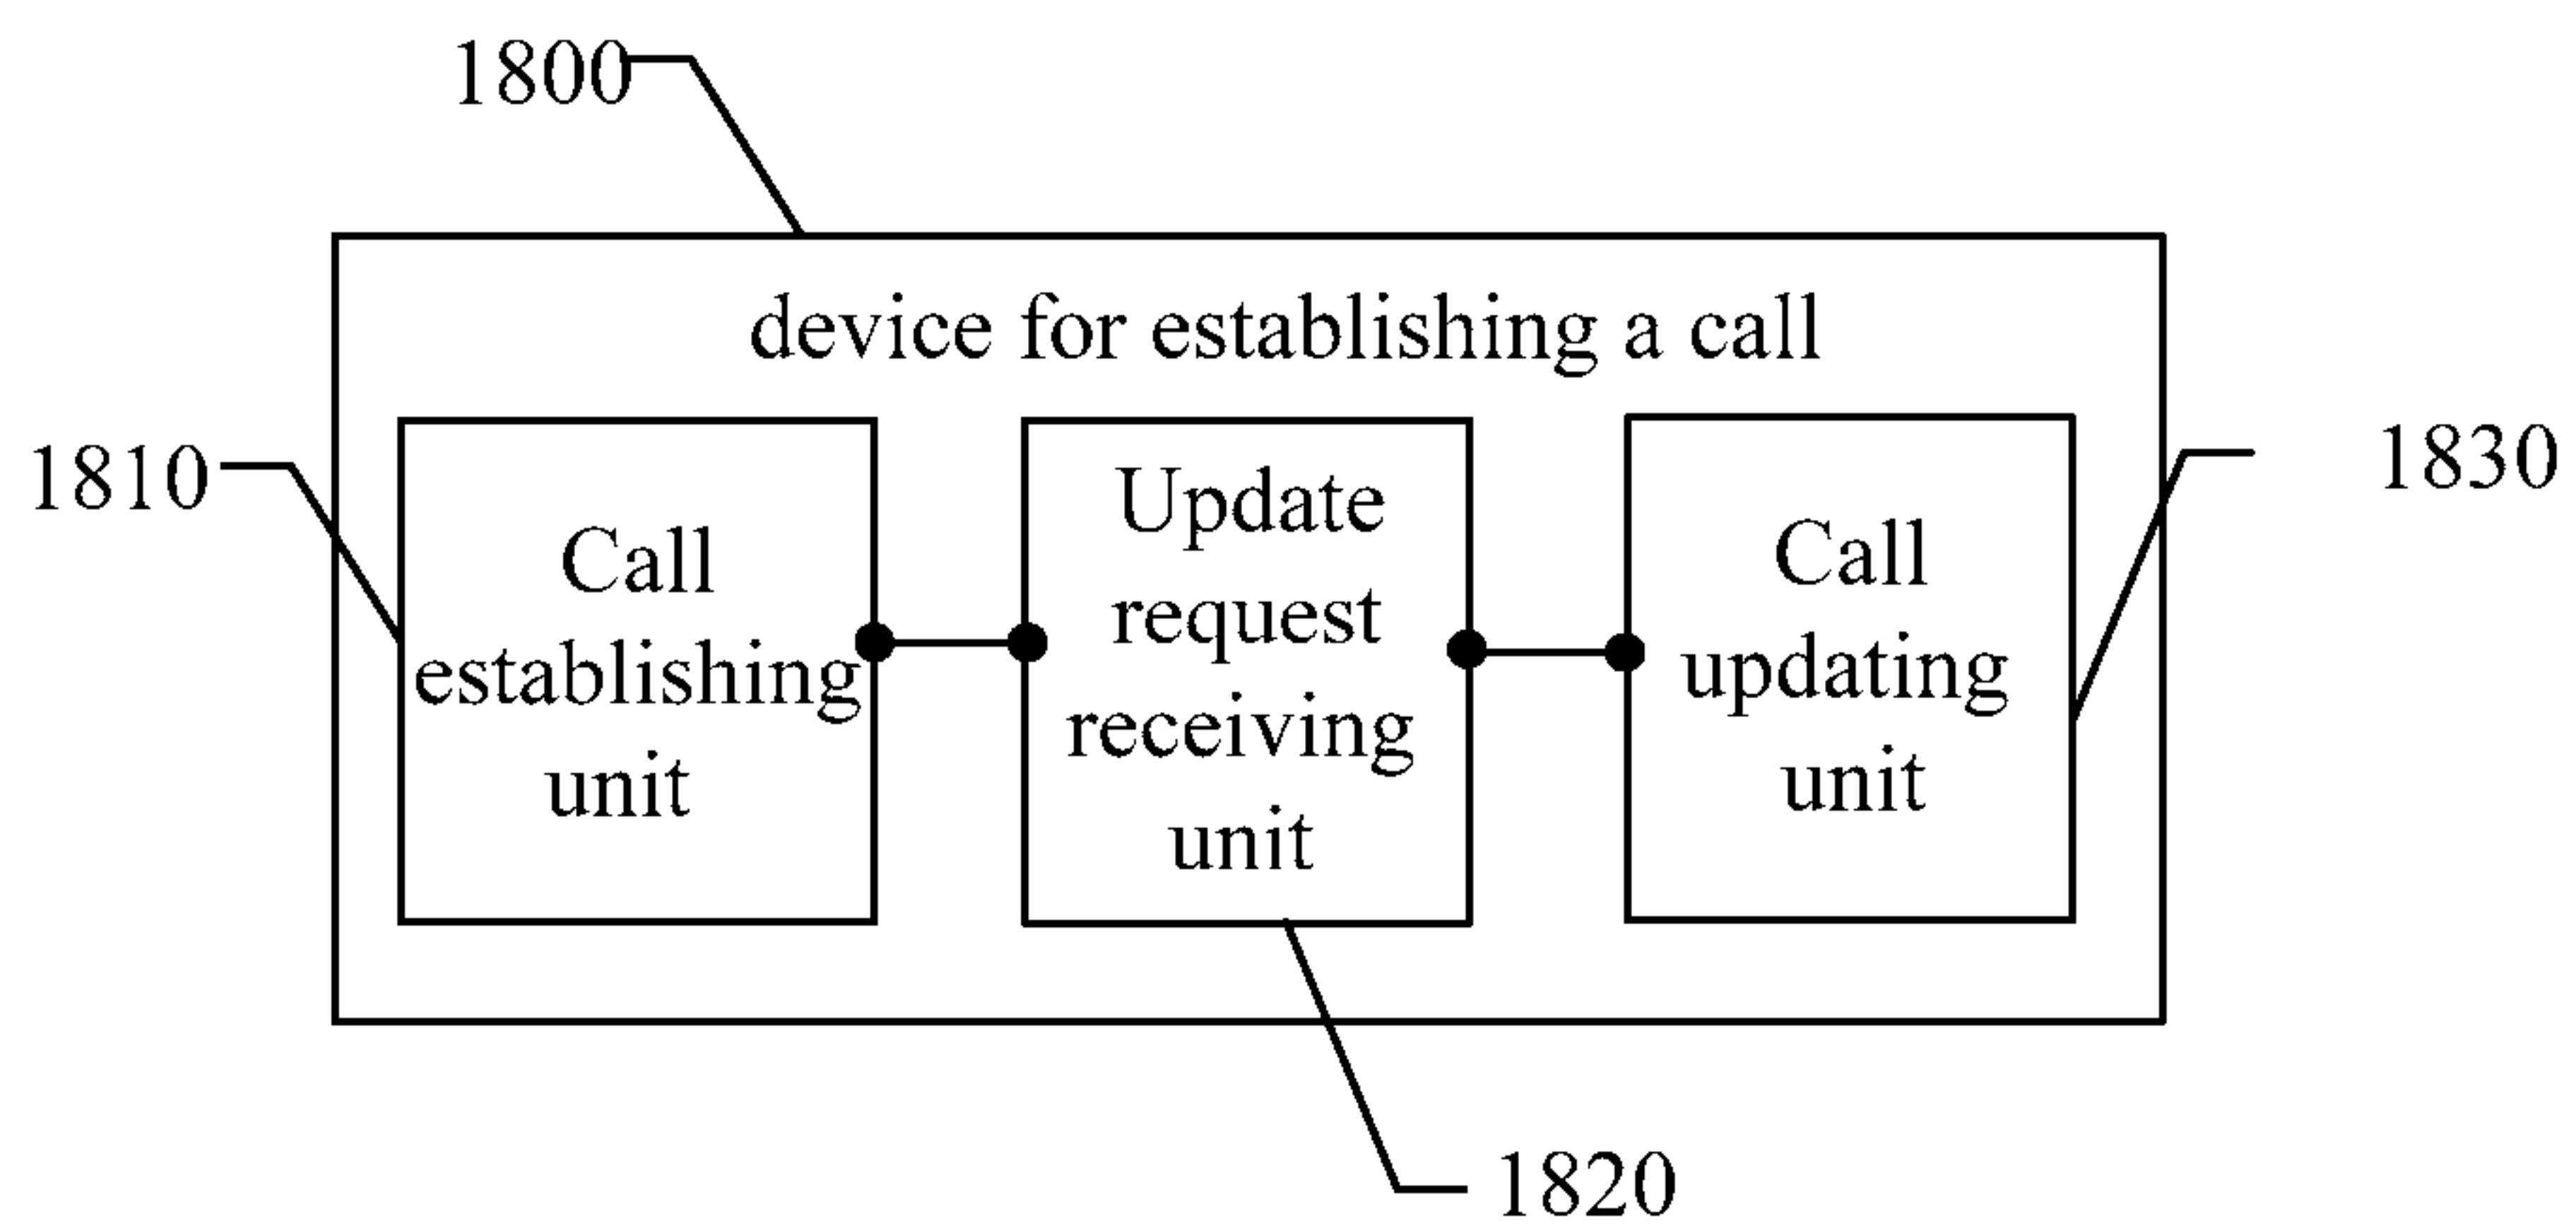 1800
device for establishing a call
1810
Call
establishing
unit
Update
request
receiving
unit
Call
updating
unit
1830
1820